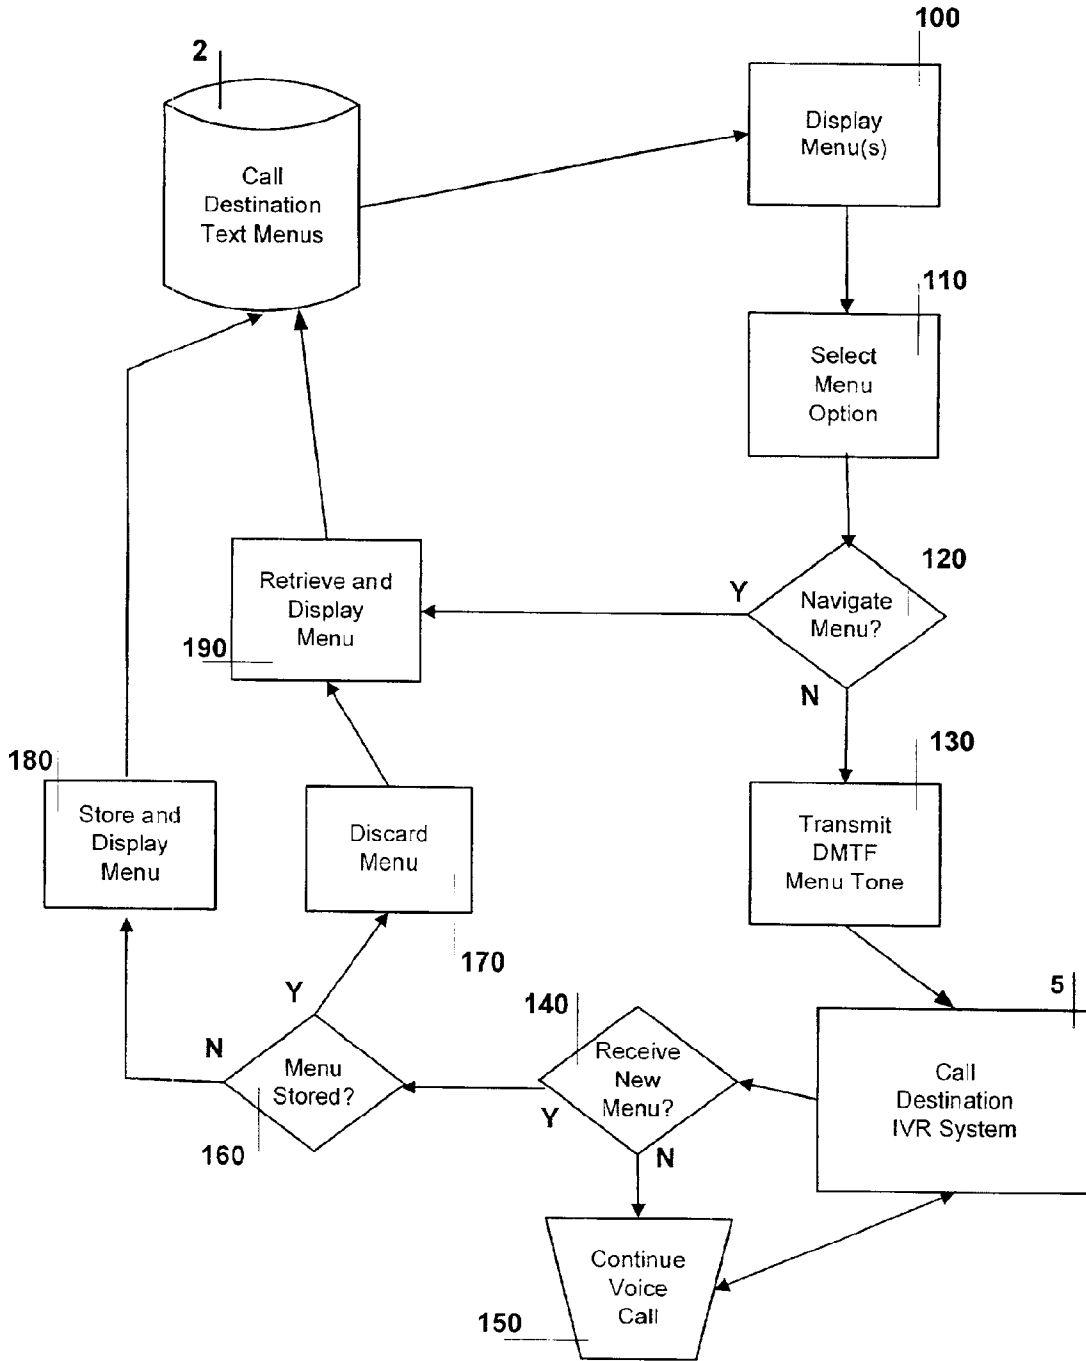 2
100
Call
Destination
Text Menus
Display
Menu(s)
110
Select
Menu
Option
120
Navigate
Menu?
Y
N
Retrieve and
Display
Menu
190
130
Transmit
DMTF
Menu Tone
180
Store and
Display
Menu
Discard
Menu
170
5
Call
Destination
IVR System
140
Receive
New
Menu?
Y
N
Menu
Stored?
Y
N
160
Continue
Voice
Call
150